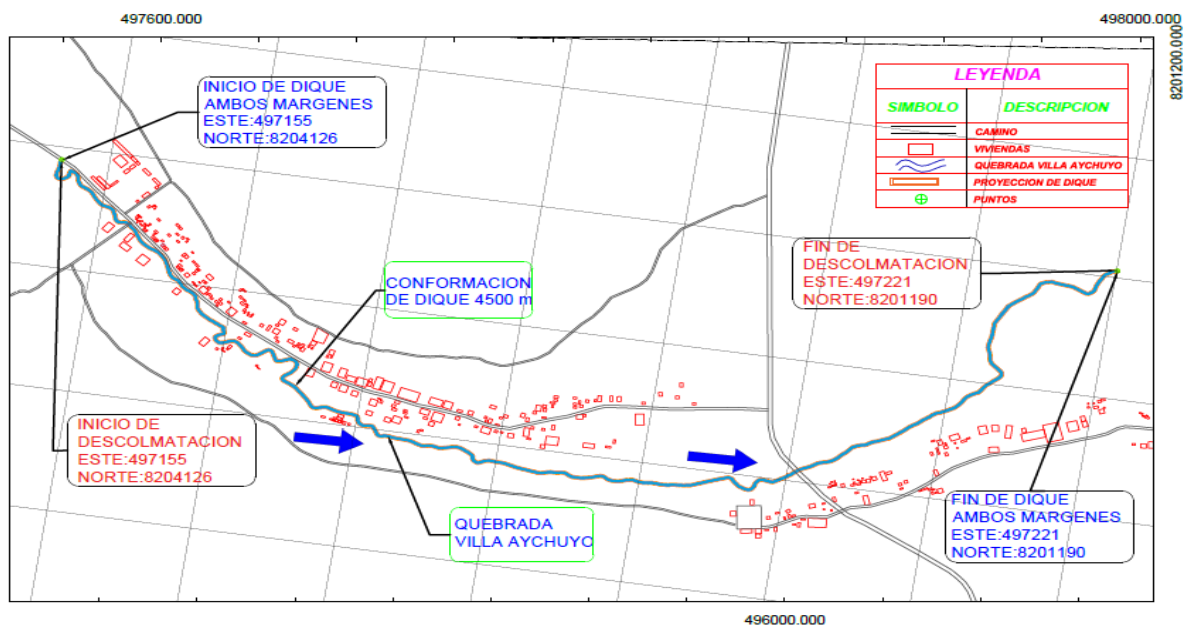 497600.000
498000.000
8201200.000
INICIO DE DIQUE
AMBOS MARGENES
ESTE:497155
NORTE:8204126
LEYENDA
SIMBOLO
DESCRIPCION
CAMINO
VIVIENDAS
QUEBRADA VILLA AYCHUYO
PROYECCION DE DIQUE
PUNTOS
FIN DE
DESCOLMATACION
ESTE:497221
NORTE:8201190
CONFORMACION
DE DIQUE 4500 m
INICIO DE
DESCOLMATACION
ESTE:497155
NORTE:8204126
QUEBRADA
VILLA AYCHUYO
FIN DE DIQUE
AMBOS MARGENES
ESTE:497221
NORTE:8201190
496000.000